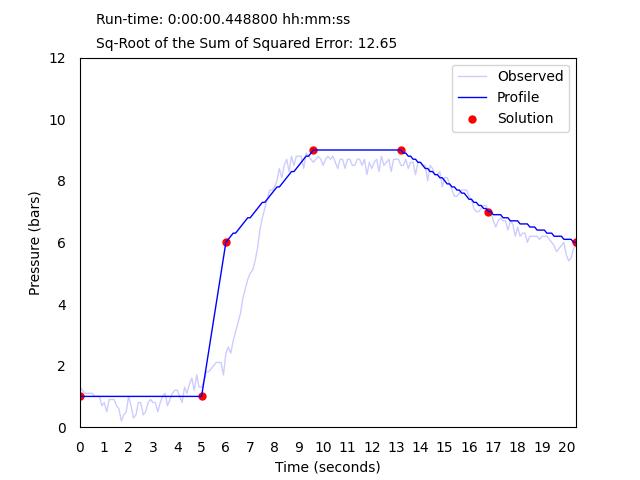 Run-time: 0:00:00.448800 hh:mm:ss
Sq-Root of the Sum of Squared Error: 12.65
Observed
Profile
Solution
Pressure (bars)
12
10
8
6
4
2
0
0 1 2 3 4 5 6 7 8 9 10 11 12 13 14 15 16 17 18 19 20
Time (seconds)